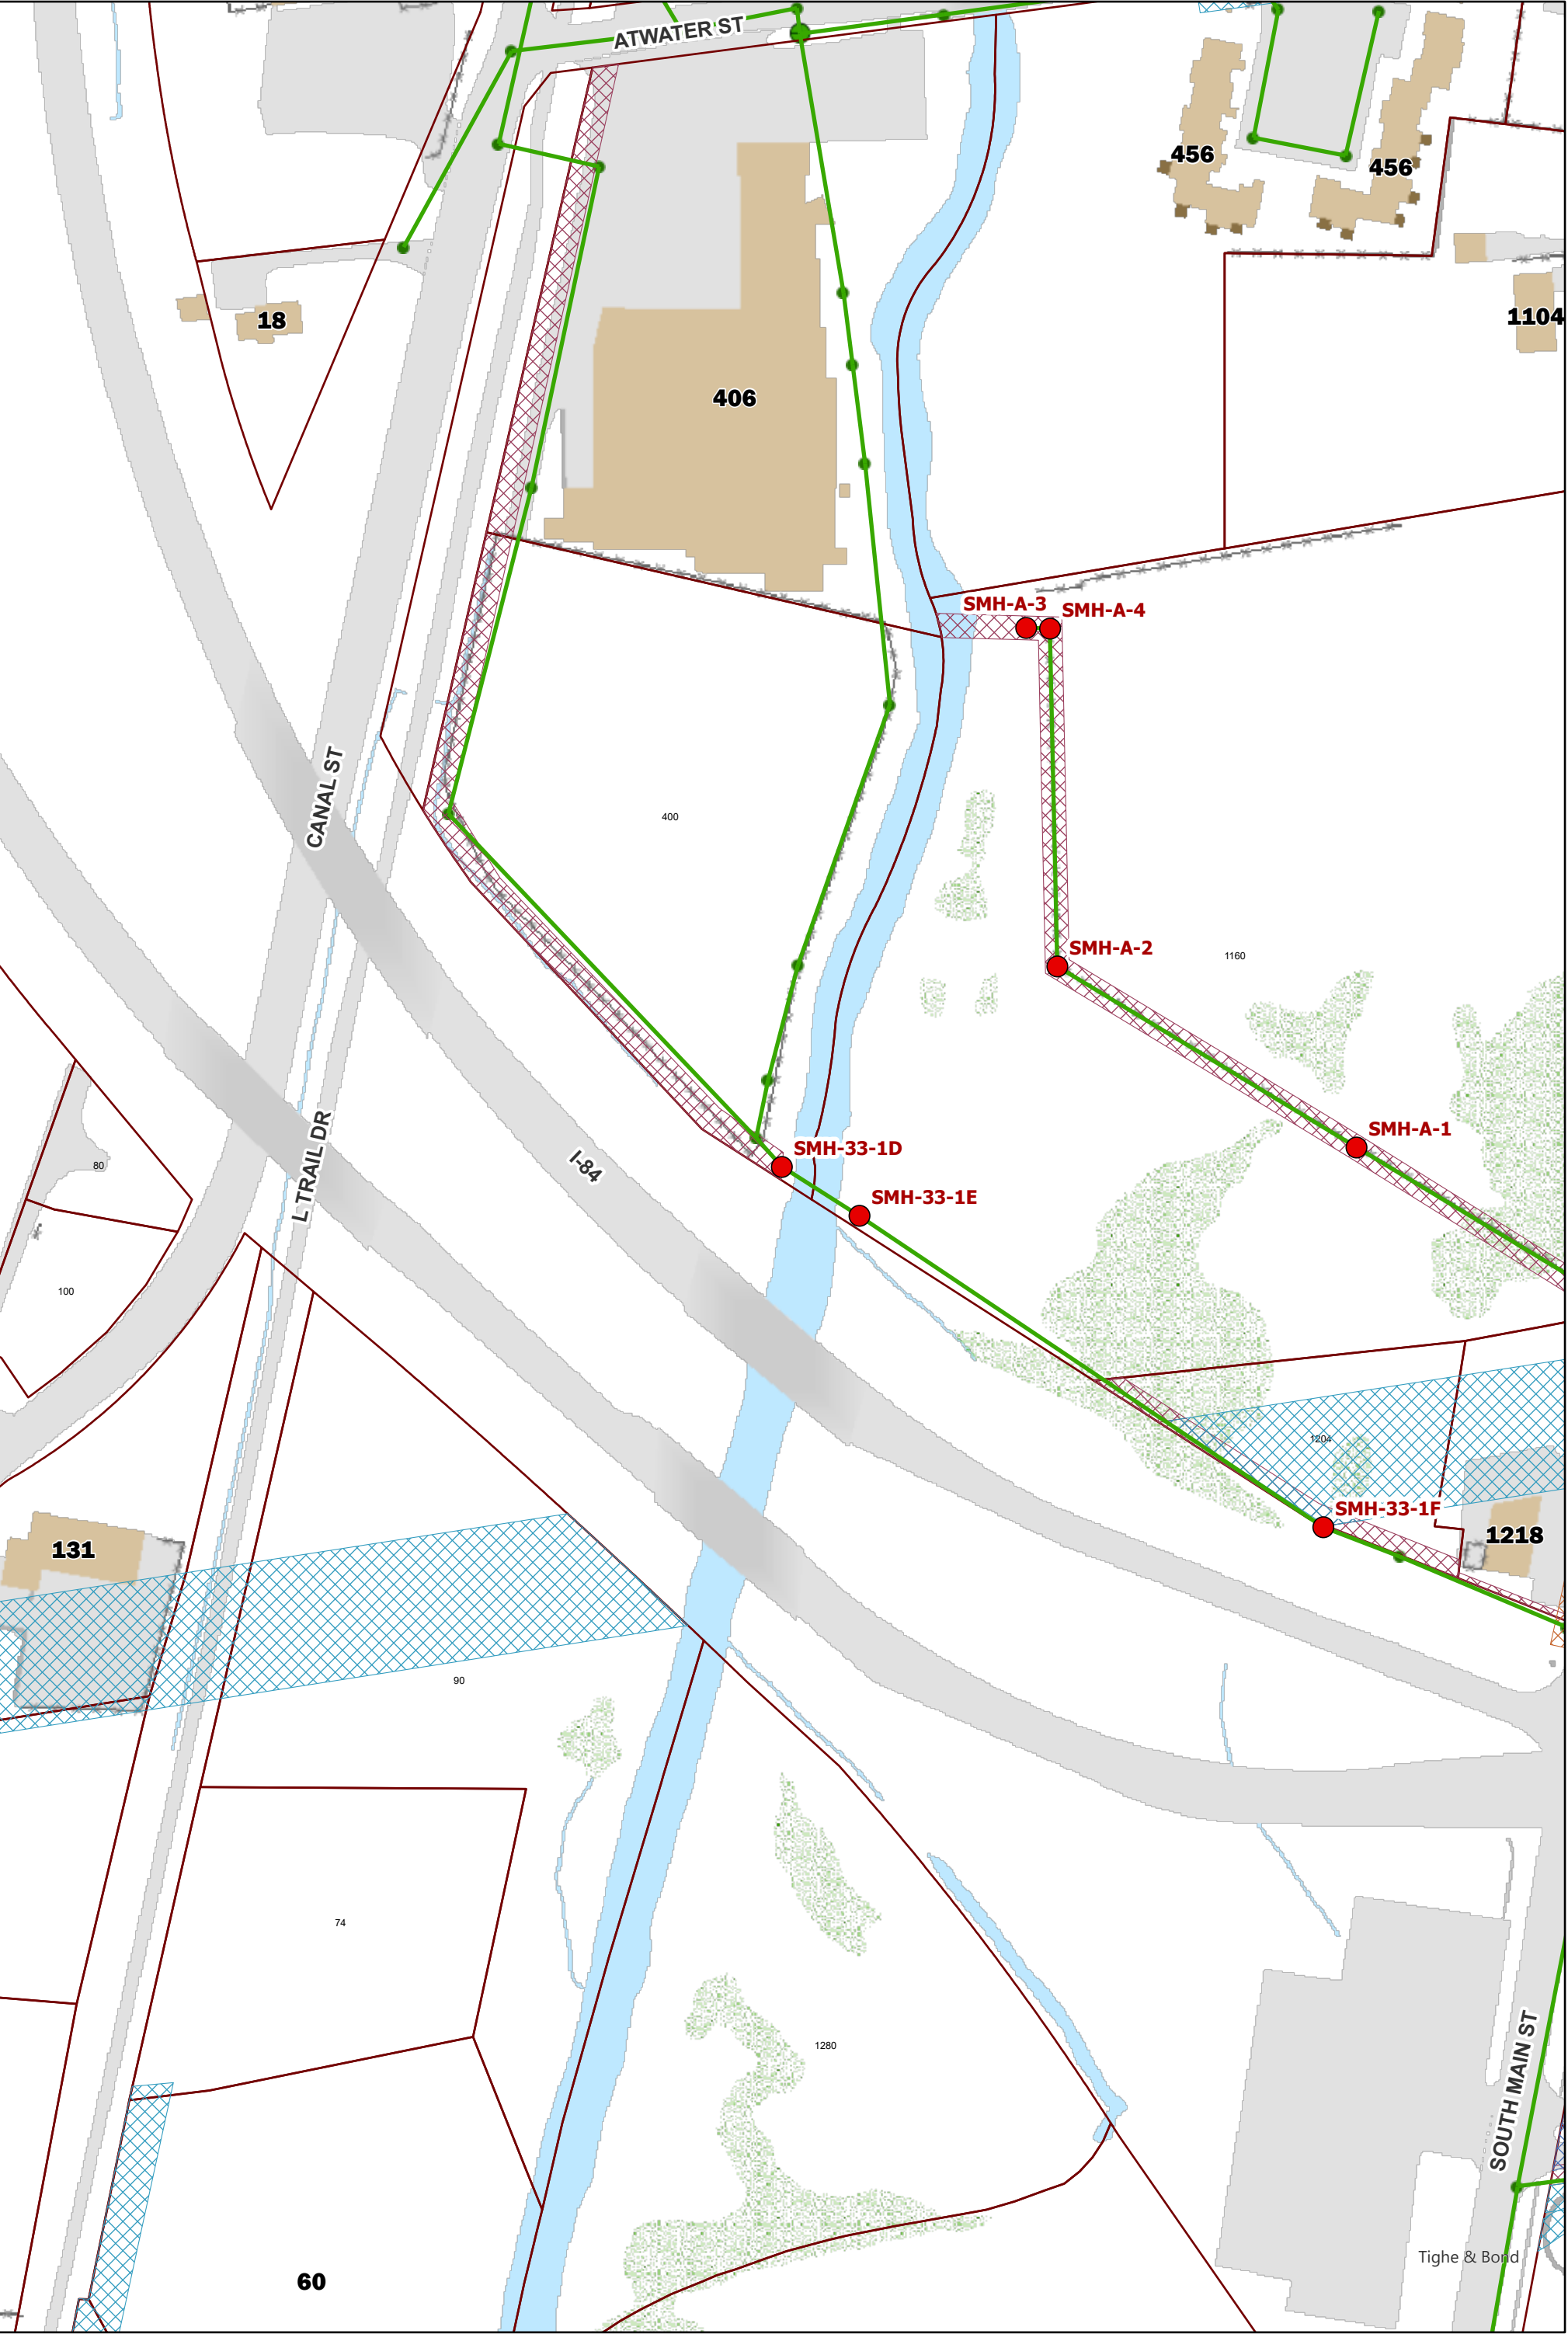 ATWATER ST
456
456
18
1104
406
SMH-A-3
SMH-A-4
CANAL ST
400
SMH-A-2
1160
SMH-A-1
80
L TRAIL DR
I-84
SMH-33-1D
SMH-33-1E
100
1204
SMH-33-1F
131
1218
90
74
1280
SOUTH MAIN ST
Tighe & Bond
60